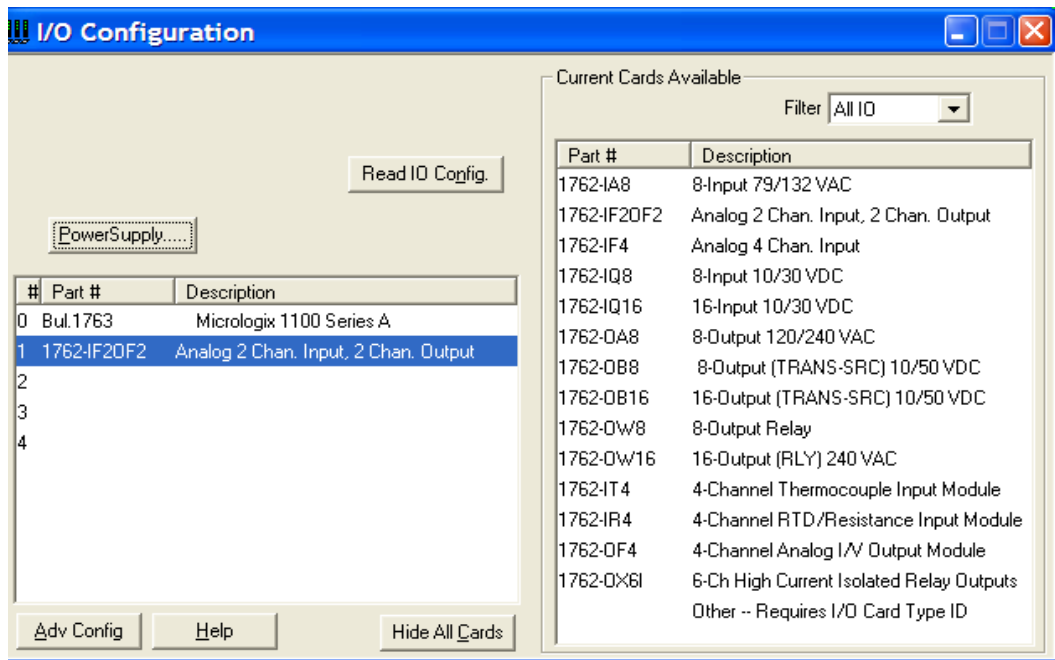 I/O Configuration
Read IO Config.
PowerSupply.....
# Part # Description
0 Bul.1763 Micrologix 1100 Series A
1 1762-IF2OF2 Analog 2 Chan. Input, 2 Chan. Output
2
3
4
Adv Config Help Hide All Cards
Current Cards Available
Filter All IO
Part # Description
1762-IA8 8-Input 79/132 VAC
1762-IF2OF2 Analog 2 Chan. Input, 2 Chan. Output
1762-IF4 Analog 4 Chan. Input
1762-IQ8 8-Input 10/30 VDC
1762-IQ16 16-Input 10/30 VDC
1762-OA8 8-Output 120/240 VAC
1762-OB8 8-Output (TRANS-SRC) 10/50 VDC
1762-OB16 16-Output (TRANS-SRC) 10/50 VDC
1762-OW8 8-Output Relay
1762-OW16 16-Output (RLY) 240 VAC
1762-IT4 4-Channel Thermocouple Input Module
1762-IR4 4-Channel RTD/Resistance Input Module
1762-OF4 4-Channel Analog I/V Output Module
1762-OX6I 6-Ch High Current Isolated Relay Outputs
Other -- Requires I/O Card Type ID